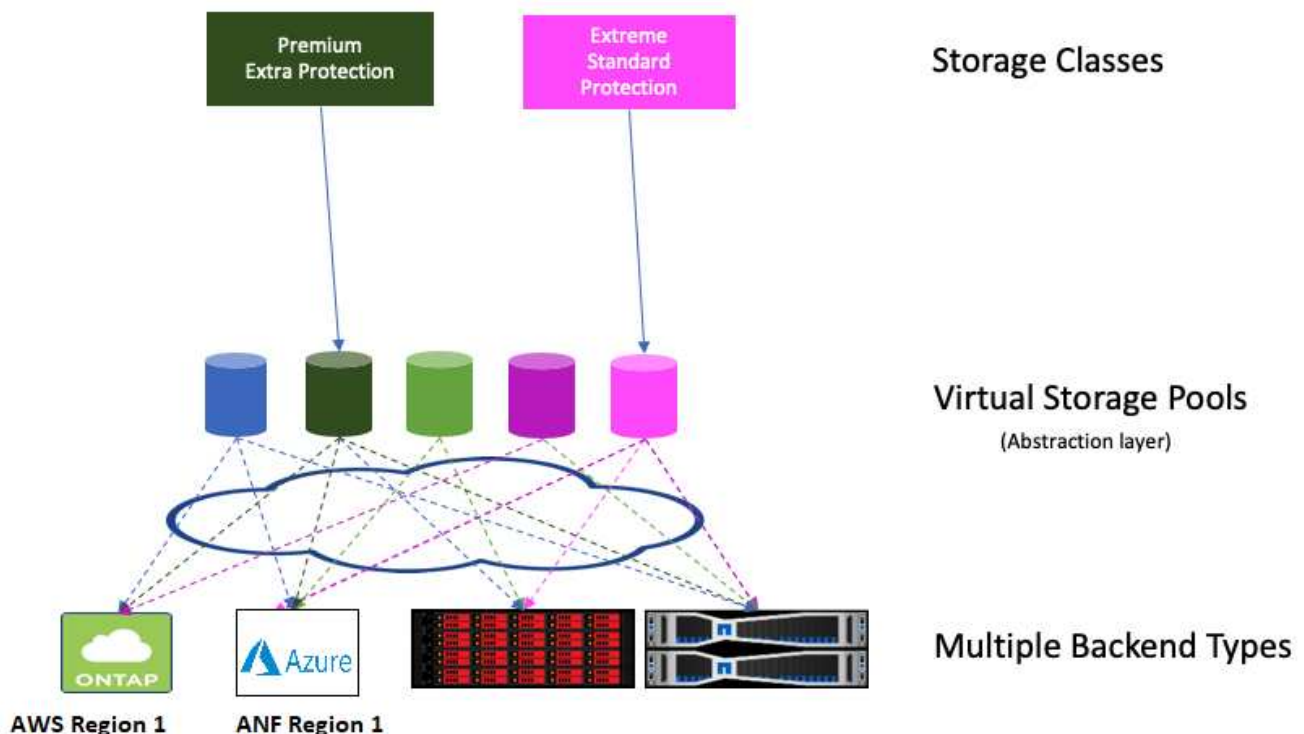 Premium
Extra Protection
Extreme
Standard
Protection
Storage Classes
Virtual Storage Pools
(Abstraction layer)
ONTAP
Azure
Multiple Backend Types
AWS Region 1
ANF Region 1